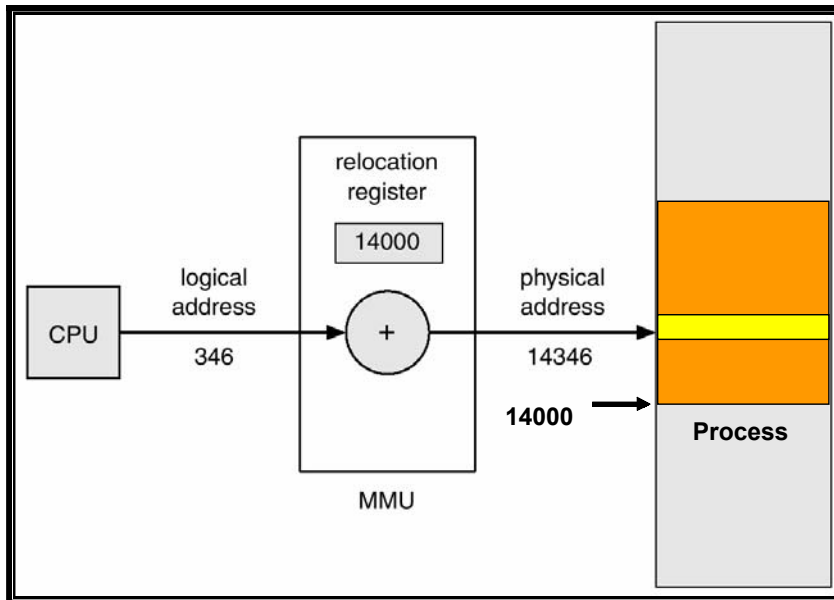 relocation
register
14000
logical
address
physical
address
CPU
+
346
14346
14000
Process
MMU